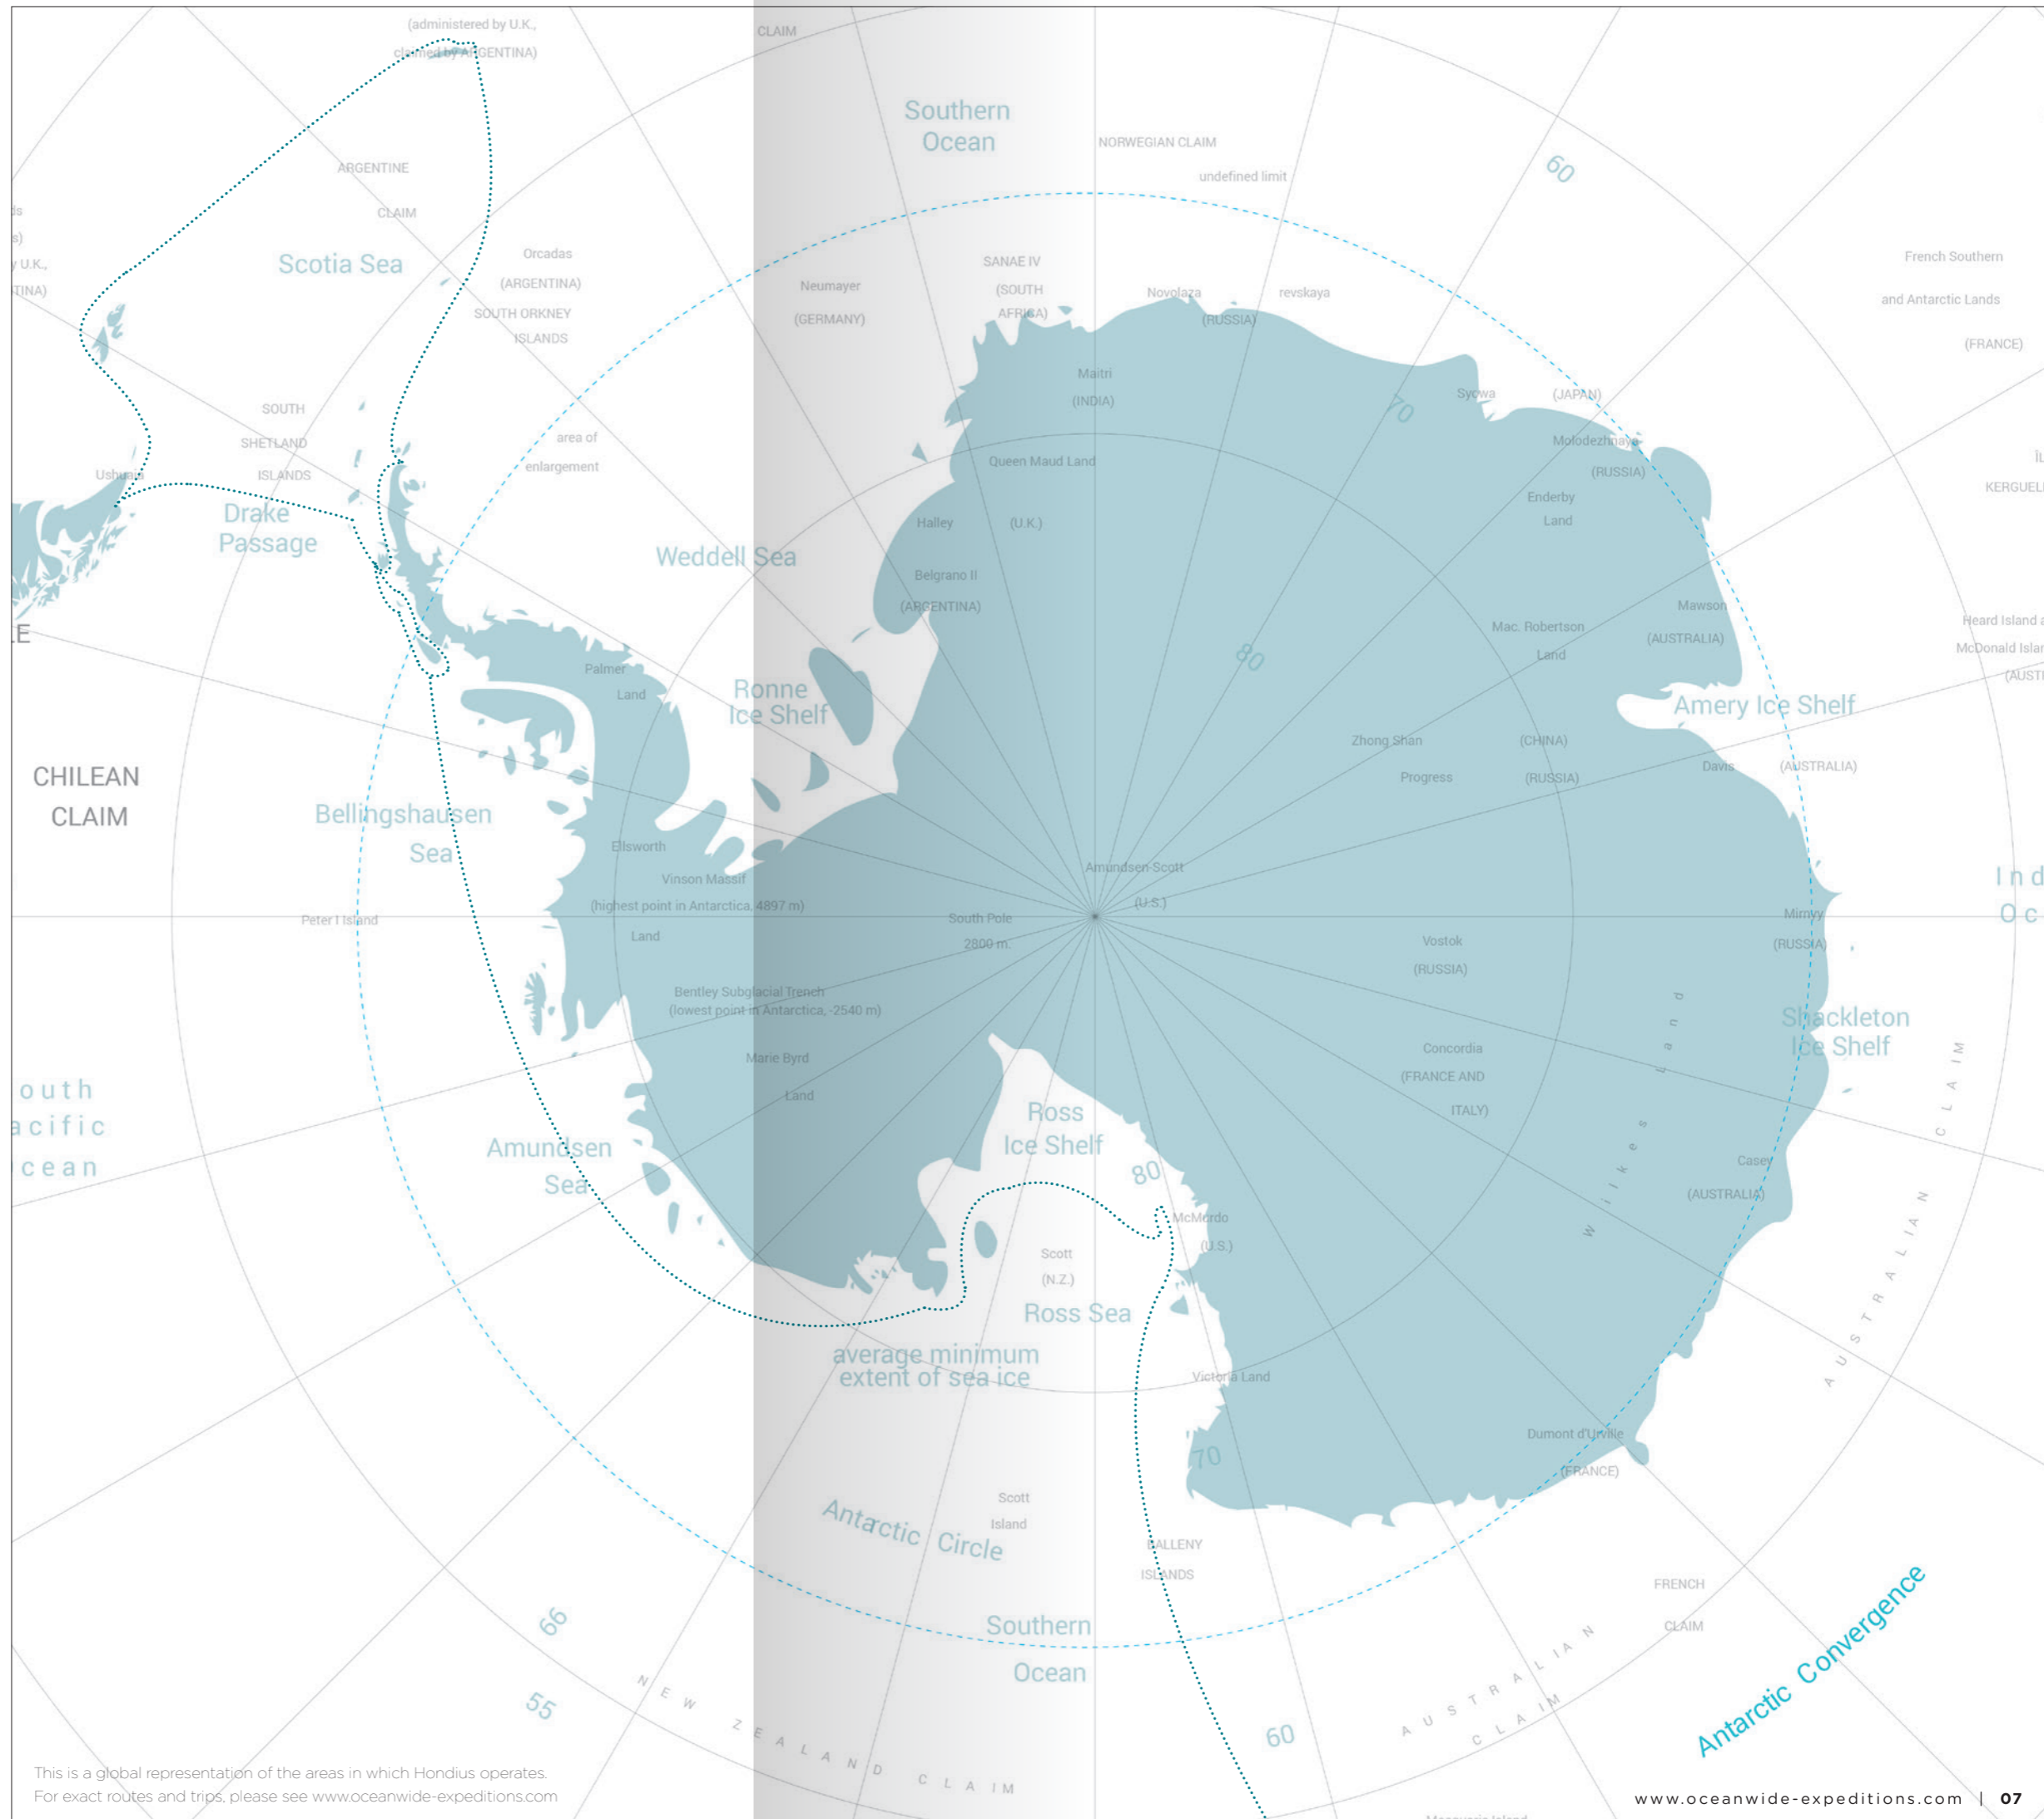 (administered by U.K.,
claimed by ARGENTINA)
CLAIM
Southern
Ocean
NORWEGIAN CLAIM
undefined limit
60
ARGENTINE
CLAIM
Scotia Sea
Orcadas
(ARGENTINA)
SOUTH ORKNEY
ISLANDS
Neumayer
(GERMANY)
SANAE IV
(SOUTH
AFRICA)
Novolaza revskaya
(RUSSIA)
French Southern
and Antarctic Lands
(FRANCE)
U.K.,
Maitri
(INDIA)
70
Syowa (JAPAN)
Molodezhnaya
(RUSSIA)
SOUTH
SHETLAND
ISLANDS
area of
enlargement
Ushuaia
Drake
Passage
Queen Maud Land
Enderby
Land
Halley (U.K.)
Weddell Sea
Belgrano II
(ARGENTINA)
Mac. Robertson
Land
Mawson
(AUSTRALIA)
Heard Island
80
Palmer
Land
Ronne
Ice Shelf
Amery Ice Shelf
Zhong Shan (CHINA)
Progress (RUSSIA)
Davis (AUSTRALIA)
CHILEAN
CLAIM
Bellingshausen
Sea
Ellsworth
Vinson Massif
(highest point in Antarctica, 4897 m)
Land
Peter I Island
Amundsen-Scott
(U.S.)
South Pole
2800 m.
Mirnyy
(RUSSIA)
Vostok
(RUSSIA)
Bentley Subglacial Trench
(lowest point in Antarctica, -2540 m)
Shackleton
Ice Shelf
Marie Byrd
Land
Concordia
(FRANCE AND
ITALY)
Wilkes Land
AUSTRALIAN CLAIM
Ross
Ice Shelf
80
Amundsen
Sea
Casey
(AUSTRALIA)
McMurdo
(U.S.)
Scott
(N.Z.)
Ross Sea
average minimum
extent of sea ice
Victoria Land
Dumont d'Urville
(FRANCE)
70
Antarctic Circle
Scott
Island
BALLENY
ISLANDS
FRENCH
CLAIM
66
Southern
Ocean
55
NEW ZEALAND CLAIM
60
AUSTRALIAN
CLAIM
Antarctic Convergence
This is a global representation of the areas in which Hondius operates.
For exact routes and trips, please see www.oceanwide-expeditions.com
www.oceanwide-expeditions.com | 07